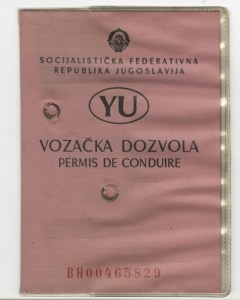 SOCIJALISTIČKA FEDERATIVNA
REPUBLIKA JUGOSLAVIJA
YU
VOZAČKA DOZVOLA
PERMIS DE CONDUIRE
BH00465829